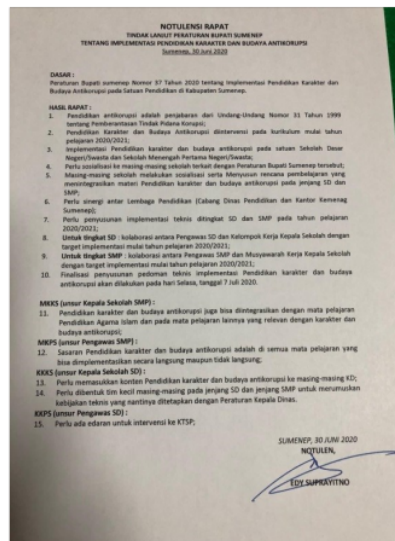 NOTULENSI RAPAT
TINDAK LANJUT PERATURAN BUPATI SUMENEP
TENTANG IMPLEMENTASI PENDIDIKAN KARAKTER DAN BUDAYA ANTIKORUPSI
Sumenep, 30 Juni 2020
DASAR :
Peraturan Bupati sumenep Nomor 37 Tahun 2020 tentang Implementasi Pendidikan Karakter dan
Budaya Antikorupsi pada Satuan Pendidikan di Kabupaten Sumenep.
HASIL RAPAT :
1. Pendidikan antikorupsi adalah penjabaran dari Undang-Undang Nomor 31 Tahun 1999
tentang Pemberantasan Tindak Pidana Korupsi;
2. Pendidikan Karakter dan Budaya Antikorupsi diintervensi pada kurikulum mulai tahun
pelajaran 2020/2021;
3. Implementasi Pendidikan karakter dan budaya antikorupsi pada satuan Sekolah Dasar
Negeri/Swasta dan Sekolah Menengah Pertama Negeri/Swasta;
4. Perlu sosialisasi ke masing-masing sekolah terkait dengan Peraturan Bupati Sumenep tersebut;
5. Masing-masing sekolah melakukan sosialisasi serta Menyusun rencana pembelajaran yang
mengintegrasikan materi Pendidikan karakter dan budaya antikorupsi pada jenjang SD dan
SMP;
6. Perlu sinergi antar Lembaga Pendidikan (Cabang Dinas Pendidikan dan Kantor Kemenag
Sumenep);
7. Perlu penyusunan implementasi teknis ditingkat SD dan SMP pada tahun pelajaran
2020/2021;
8. Untuk tingkat SD : kolaborasi antara Pengawas SD dan Kelompok Kerja Kepala Sekolah dengan
target implementasi mulai tahun pelajaran 2020/2021;
9. Untuk tingkat SMP : kolaborasi antara Pengawas SMP dan Musyawarah Kerja Kepala Sekolah
dengan target implementasi mulai tahun pelajaran 2020/2021;
10. Finalisasi penyusunan pedoman teknis implementasi Pendidikan karakter dan budaya
antikorupsi akan dilakukan pada hari Selasa, tanggal 7 Juli 2020.
MKKS (unsur Kepala Sekolah SMP) :
11. Pendidikan karakter dan budaya antikorupsi juga bisa diintegrasikan dengan mata pelajaran
Pendidikan Agama Islam dan pada mata pelajaran lainnya yang relevan dengan karakter dan
budaya antikorupsi;
MKPS (unsur Pengawas SMP) :
12. Sasaran Pendidikan karakter dan budaya antikorupsi adalah di semua mata pelajaran yang
bisa dimplementasikan secara langsung maupun tidak langsung;
KKKS (unsur Kepala Sekolah SD) :
13. Perlu memasukkan konten Pendidikan karakter dan budaya antikorupsi ke masing-masing KD;
14. Perlu dibentuk tim kecil masing-masing pada jenjang SD dan jenjang SMP untuk merumuskan
kebijakan teknis yang nantinya ditetapkan dengan Peraturan Kepala Dinas.
KKPS (unsur Pengawas SD) :
15. Perlu ada edaran untuk intervensi ke KTSP;
SUMENEP, 30 JUNI 2020
NOTULEN,
EDY SUPRAYITNO